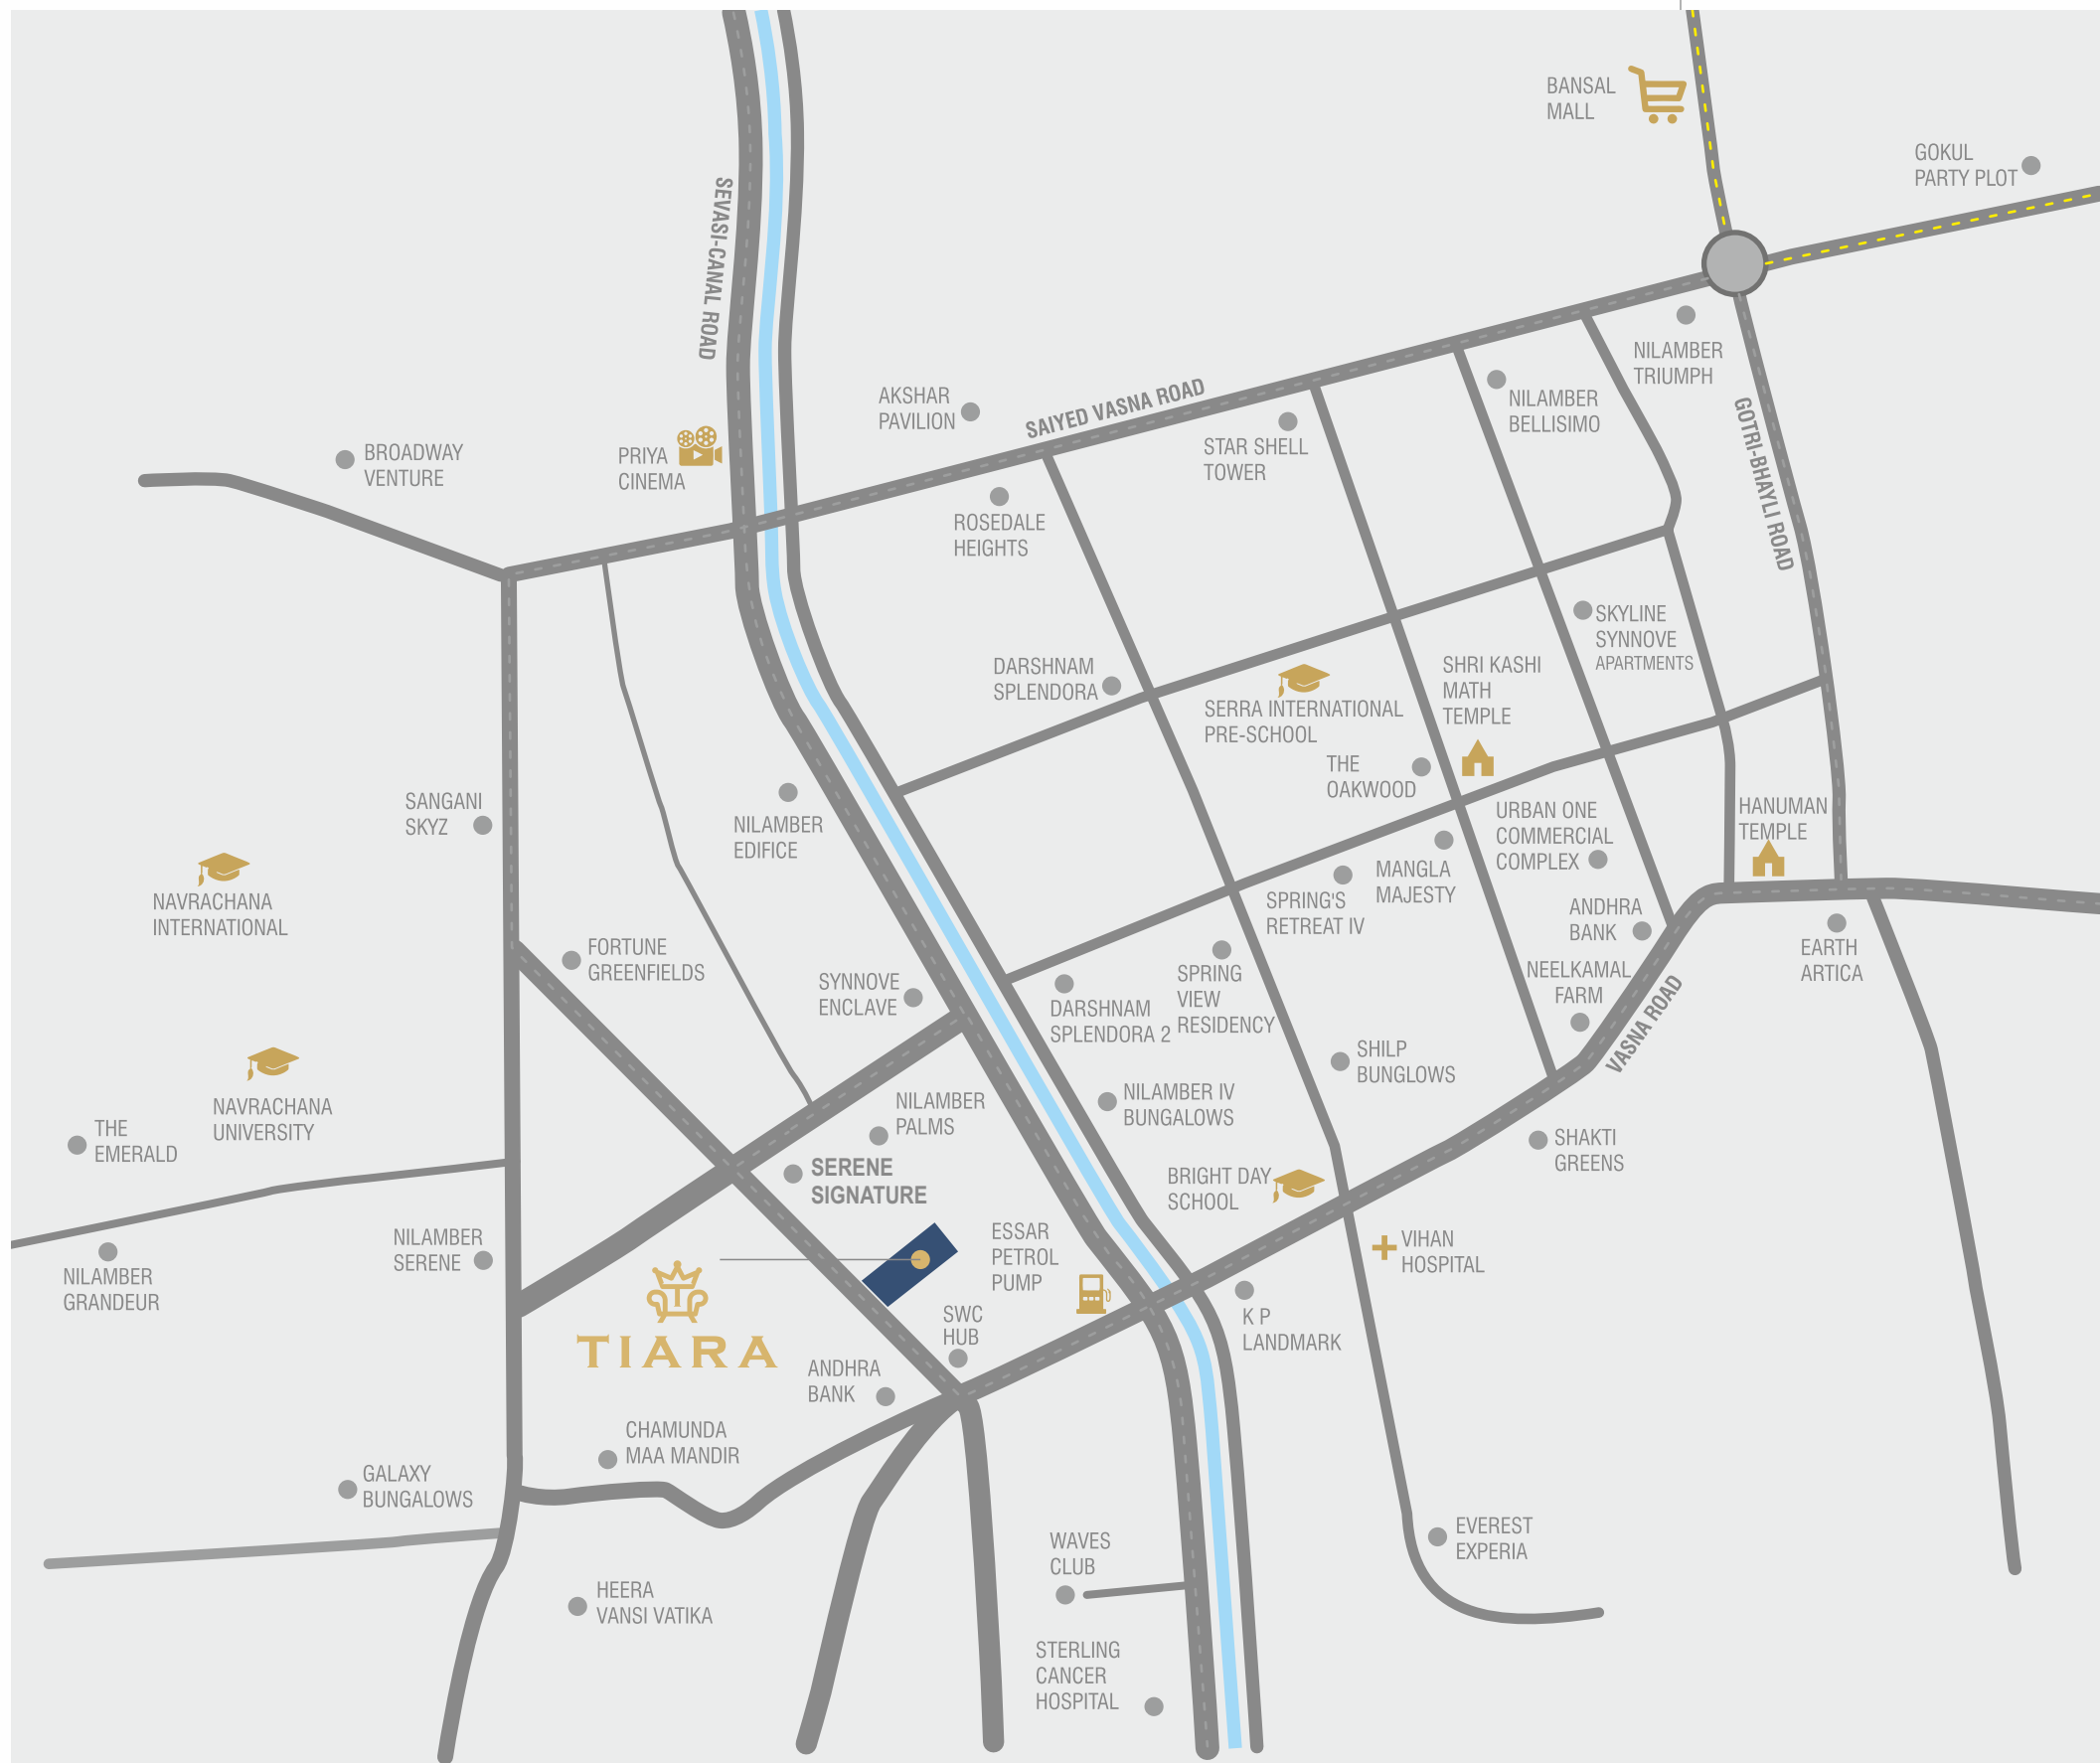 BANSAL
MALL
GOKUL
PARTY PLOT
SEVASI-CANAL ROAD
NILAMBER
TRIUMPH
AKSHAR
PAVILION
SAIYED VASNA ROAD
NILAMBER
BELLISIMO
GOTRI-BHAYLI ROAD
BROADWAY
VENTURE
PRIYA
CINEMA
STAR SHELL
TOWER
ROSEDALE
HEIGHTS
SKYLINE
SYNNOVE
APARTMENTS
DARSHNAM
SPLENDORA
SHRI KASHI
MATH
TEMPLE
SERRA INTERNATIONAL
PRE-SCHOOL
THE
OAKWOOD
SANGANI
SKYZ
NILAMBER
EDIFICE
URBAN ONE
COMMERCIAL
COMPLEX
HANUMAN
TEMPLE
MANGLA
MAJESTY
NAVRACHANA
INTERNATIONAL
SPRING'S
RETREAT IV
ANDHRA
BANK
FORTUNE
GREENFIELDS
EARTH
ARTICA
SYNNOVE
ENCLAVE
SPRING
VIEW
RESIDENCY
NEELKAMAL
FARM
VASNA ROAD
DARSHNAM
SPLENDORA 2
SHILP
BUNGLOWS
NAVRACHANA
UNIVERSITY
THE
EMERALD
NILAMBER
PALMS
NILAMBER IV
BUNGALOWS
SHAKTI
GREENS
SERENE
SIGNATURE
BRIGHT DAY
SCHOOL
NILAMBER
SERENE
ESSAR
PETROL
PUMP
VIHAN
HOSPITAL
NILAMBER
GRANDEUR
T
TIARA
SWC
HUB
K P
LANDMARK
ANDHRA
BANK
CHAMUNDA
MAA MANDIR
GALAXY
BUNGALOWS
EVEREST
EXPERIA
WAVES
CLUB
HEERA
VANSI VATIKA
STERLING
CANCER
HOSPITAL